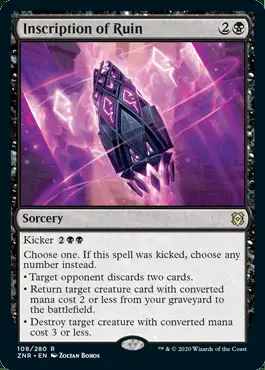 Inscription of Ruin 2
Sorcery
Kicker 2
Choose one. If this spell was kicked, choose any
number instead.
• Target opponent discards two cards.
• Return target creature card with converted
mana cost 2 or less from your graveyard to
the battlefield.
• Destroy target creature with converted mana
cost 3 or less.
108/280 R
ZNR • EN Zoltan Boros
™ & © 2020 Wizards of the Coast